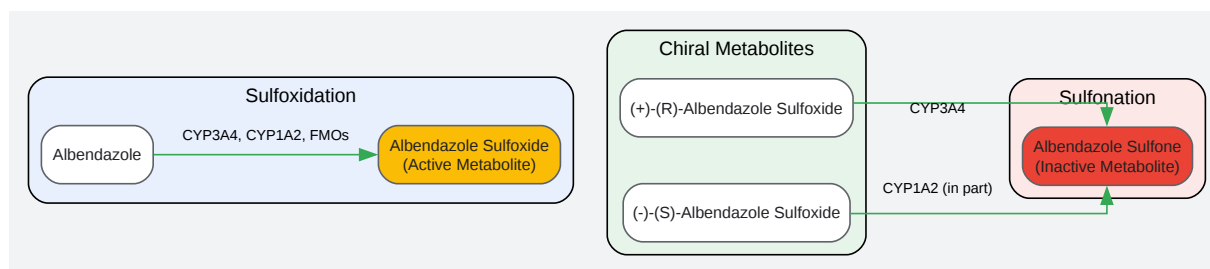 Sulfoxidation
Albendazole
CYP3A4, CYP1A2, FMOs
Albendazole Sulfoxide
(Active Metabolite)
Chiral Metabolites
(+)-(R)-Albendazole Sulfoxide
(-)-(S)-Albendazole Sulfoxide
CYP3A4
CYP1A2 (in part)
Sulfonation
Albendazole Sulfone
(Inactive Metabolite)